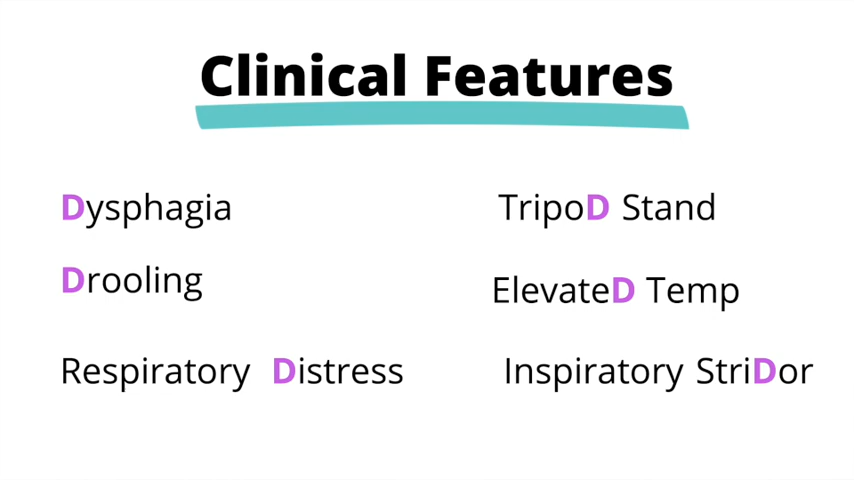 Clinical Features
Dysphagia
Drooling
Respiratory Distress
TripoD Stand
ElevateD Temp
Inspiratory StriDor